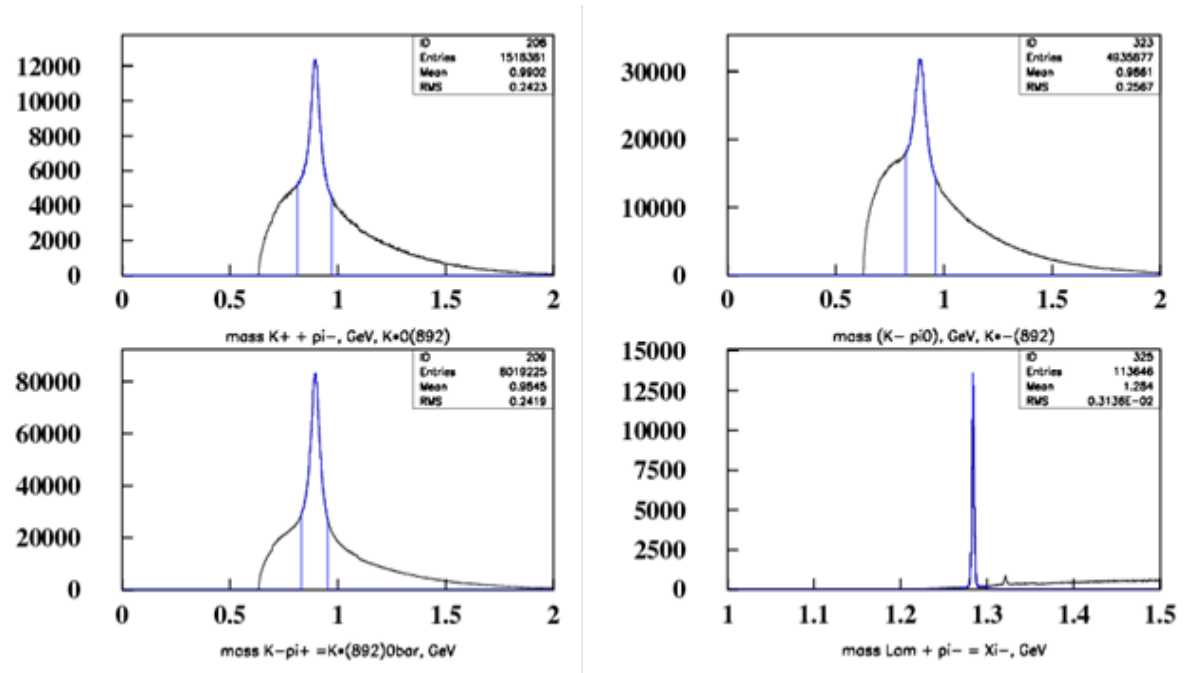 ID 208
Entries 1518381
Mean 0.9902
RMS 0.2423
12000
10000
8000
6000
4000
2000
0
0 0.5 1 1.5 2
mass K+ + pi-, GeV, K*0(892)
ID 323
Entries 4935877
Mean 0.9861
RMS 0.2567
30000
20000
10000
0
0 0.5 1 1.5 2
mass (K- pi0), GeV, K*-(892)
ID 209
Entries 8019225
Mean 0.9845
RMS 0.2419
80000
60000
40000
20000
0
0 0.5 1 1.5 2
mass K-pi+ =K*(892)0bar, GeV
ID 325
Entries 113646
Mean 1.284
RMS 0.3136E-02
15000
12500
10000
7500
5000
2500
0
1 1.1 1.2 1.3 1.4 1.5
mass Lam + pi- = Xi-, GeV